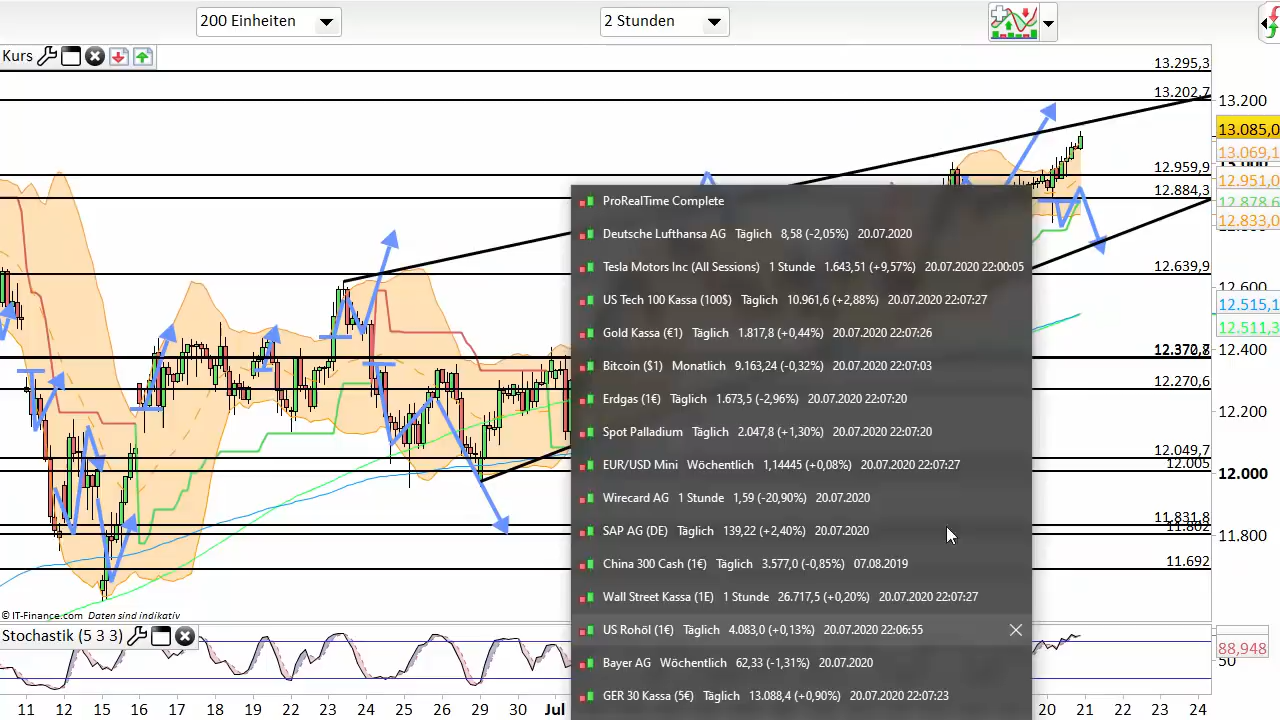 200 Einheiten
2 Stunden
Kurs
13.295,3
13.202,7
13.200
13.085,0
13.069,1
12.959,9
12.951,0
12.884,3
12.878,6
12.833,0
12.639,9
12.600
12.515,1
12.511,3
12.400
12.270,6
12.200
12.049,7
12.005
12.000
11.831,8
11.802
11.800
11.692
ProRealTime Complete
Deutsche Lufthansa AG Täglich 8,58 (-2,05%) 20.07.2020
Tesla Motors Inc (All Sessions) 1 Stunde 1.643,51 (+9,57%) 20.07.2020 22:00:05
US Tech 100 Kassa (100$) Täglich 10.961,6 (+2,88%) 20.07.2020 22:07:27
Gold Kassa (€1) Täglich 1.817,8 (+0,44%) 20.07.2020 22:07:26
Bitcoin ($1) Monatlich 9.163,24 (-0,32%) 20.07.2020 22:07:03
Erdgas (1€) Täglich 1.673,5 (-2,96%) 20.07.2020 22:07:20
Spot Palladium Täglich 2.047,8 (+1,30%) 20.07.2020 22:07:20
EUR/USD Mini Wöchentlich 1,14445 (+0,08%) 20.07.2020 22:07:27
Wirecard AG 1 Stunde 1,59 (-20,90%) 20.07.2020
SAP AG (DE) Täglich 139,22 (+2,40%) 20.07.2020
China 300 Cash (1€) Täglich 3.577,0 (-0,85%) 07.08.2019
Wall Street Kassa (1E) 1 Stunde 26.717,5 (+0,20%) 20.07.2020 22:07:27
US Rohöl (1€) Täglich 4.083,0 (+0,13%) 20.07.2020 22:06:55
Bayer AG Wöchentlich 62,33 (-1,31%) 20.07.2020
GER 30 Kassa (5€) Täglich 13.088,4 (+0,90%) 20.07.2020 22:07:23
© IT-Finance.com Daten sind indikativ
Stochastik (5 3 3)
88,948
50
11 12 15 16 17 18 19 22 23 24 25 26 29 30 Jul 20 21 22 23 24